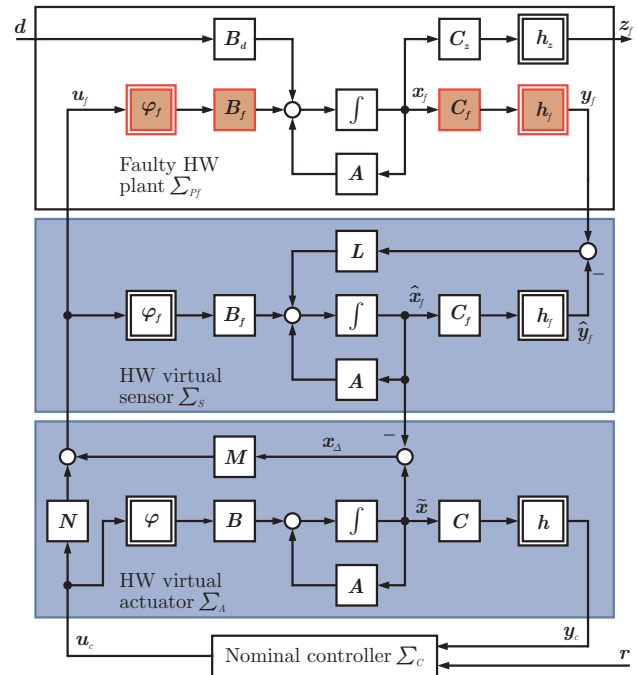 d
B_d
C_z
h_z
z_f
u_f
φ_f
B_f
∫
x_f
C_f
h_f
y_f
A
Faulty HW
plant Σ_Pf
L
−
φ_f
B_f
∫
x̂_f
C_f
h_f
ŷ_f
A
HW virtual
sensor Σ_S
−
M
x_Δ
N
φ
B
∫
x̃
C
h
A
HW virtual
actuator Σ_A
u_c
y_c
Nominal controller Σ_C
r